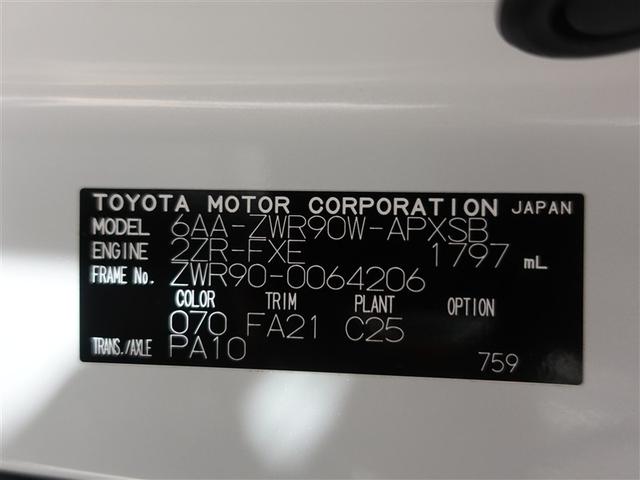 TOYOTA MOTOR CORPORATION JAPAN
MODEL 6AA-ZWR90W-APXSB
ENGINE 2ZR-FXE 1797 mL
FRAME No. ZWR90-0064206
COLOR TRIM PLANT OPTION
070 FA21 C25
TRANS./AXLE PA10
759